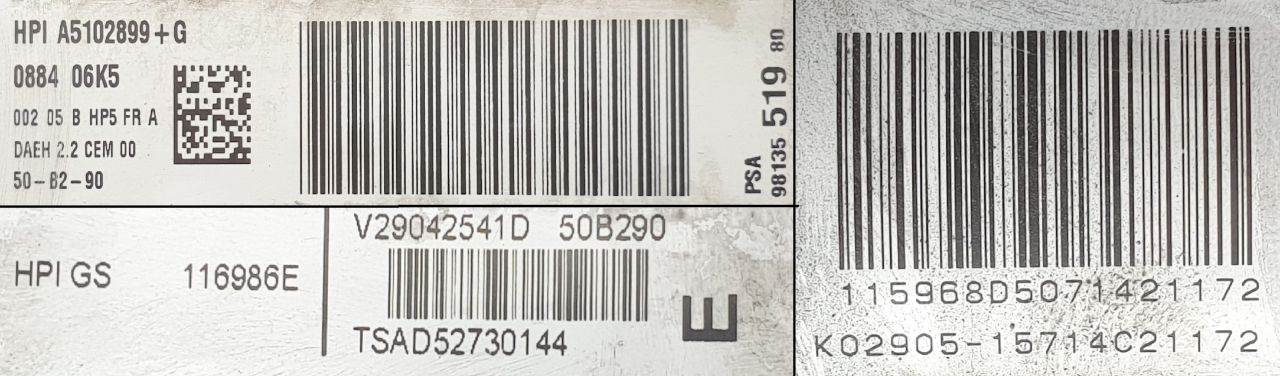 HPI A5102899+G
0884 06K5
002 05 B HP5 FR A
DAEH 2.2 CEM 00
50-B2-90
PSA
98135 519 80
HPI GS 116986E
V29042541D 50B290
TSAD52730144
E
115968D5071421172
K02905-15714C21172